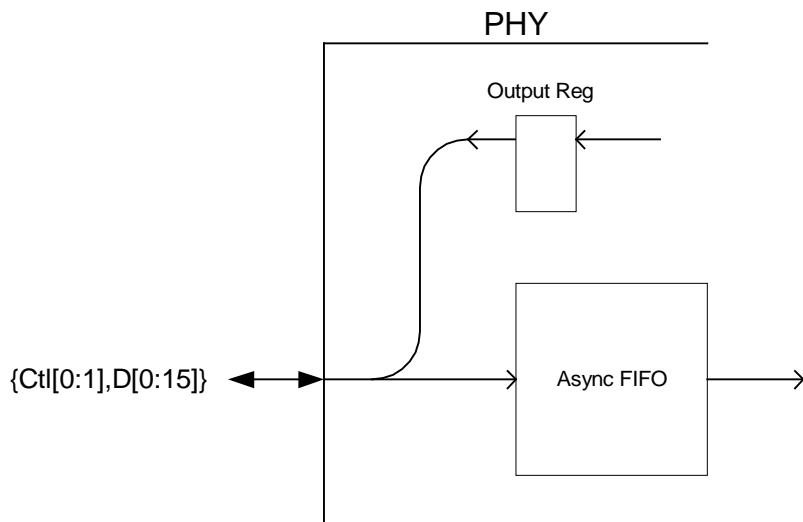 PHY
Output Reg
{Ctl[0:1],D[0:15]}
Async FIFO